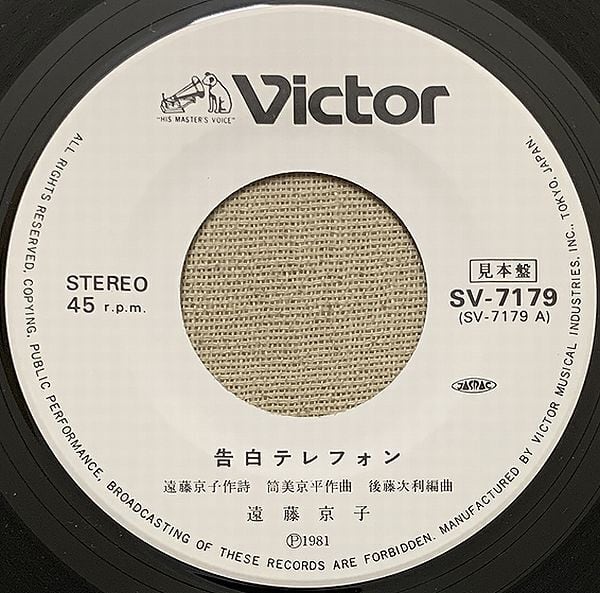 Victor
"HIS MASTER'S VOICE"
STEREO
45 r.p.m.
見本盤
SV-7179
(SV-7179 A)
JASRAC
告白テレフォン
遠藤京子作詩 筒美京平作曲 後藤次利編曲
遠藤京子
Ⓟ1981
ALL RIGHTS RESERVED, COPYING, PUBLIC PERFORMANCE, BROADCASTING OF THESE RECORDS ARE FORBIDDEN. MANUFACTURED BY VICTOR MUSICAL INDUSTRIES, INC., TOKYO, JAPAN.